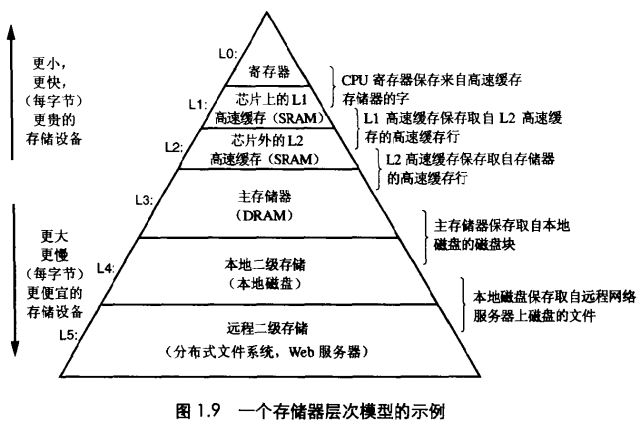 更小，
更快，
（每字节）
更贵的
存储设备
更大
更慢
（每字节）
更便宜的
存储设备
L0:
寄存器
L1:
芯片上的 L1
高速缓存（SRAM）
L2:
芯片外的 L2
高速缓存（SRAM）
L3:
主存储器
（DRAM）
L4:
本地二级存储
（本地磁盘）
L5:
远程二级存储
（分布式文件系统，Web 服务器）
CPU 寄存器保存来自高速缓存
存储器的字
L1 高速缓存保存取自 L2 高速缓
存的高速缓存行
L2 高速缓存保存取自存储器
的高速缓存行
主存储器保存取自本地
磁盘的磁盘块
本地磁盘保存取自远程网络
服务器上磁盘的文件
图 1.9 一个存储器层次模型的示例